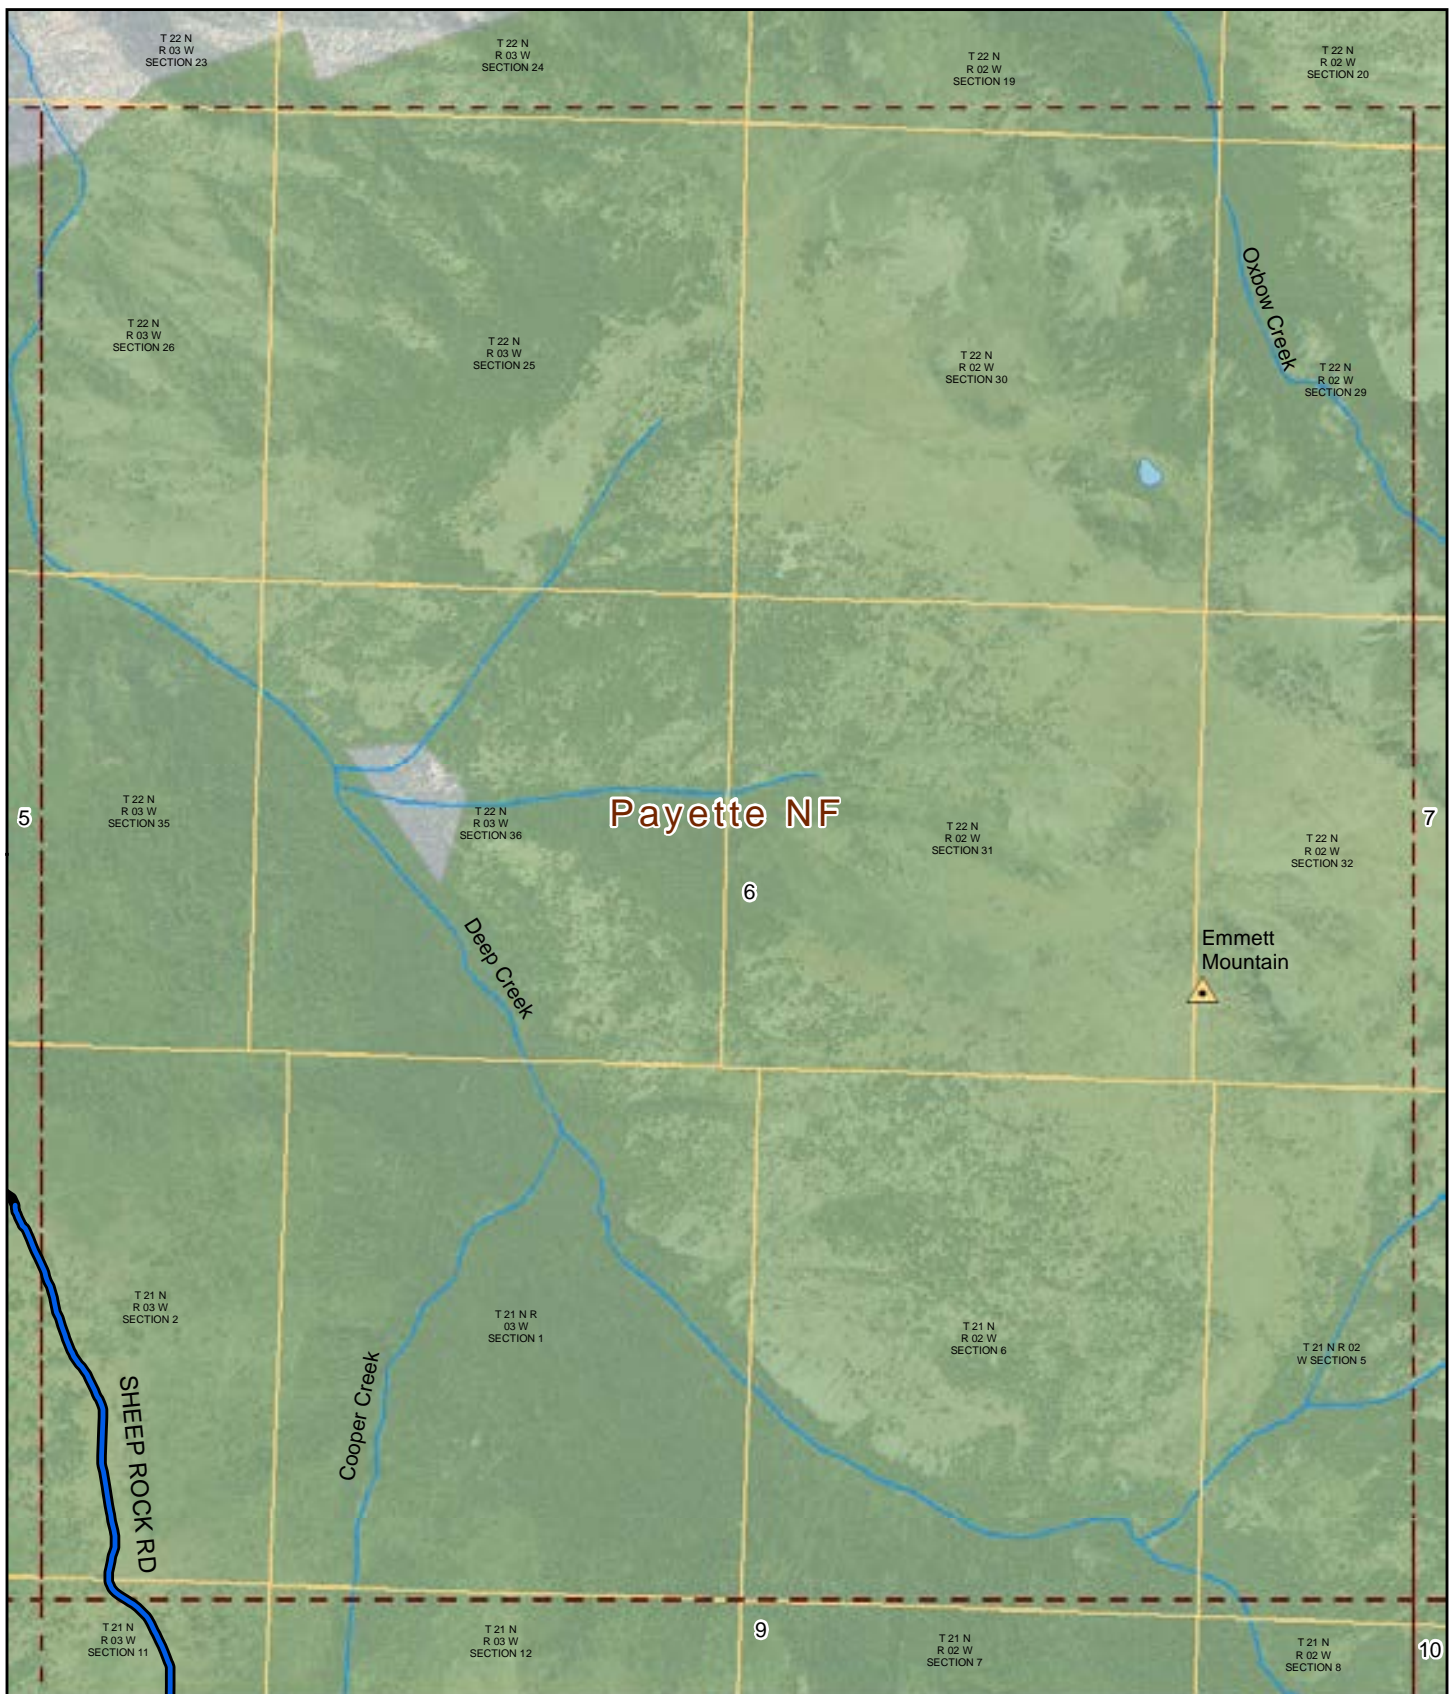 T 22 N
R 03 W
SECTION 23
T 22 N
R 03 W
SECTION 24
T 22 N
R 02 W
SECTION 19
T 22 N
R 02 W
SECTION 20
Oxbow Creek
T 22 N
R 03 W
SECTION 26
T 22 N
R 03 W
SECTION 25
T 22 N
R 02 W
SECTION 30
T 22 N
R 02 W
SECTION 29
5
T 22 N
R 03 W
SECTION 35
T 22 N
R 03 W
SECTION 36
Payette NF
6
T 22 N
R 02 W
SECTION 31
T 22 N
R 02 W
SECTION 32
7
Deep Creek
Emmett
Mountain
T 21 N
R 03 W
SECTION 2
T 21 N R
03 W
SECTION 1
T 21 N
R 02 W
SECTION 6
T 21 N R 02
W SECTION 5
SHEEP ROCK RD
Cooper Creek
T 21 N
R 03 W
SECTION 11
T 21 N
R 03 W
SECTION 12
9
T 21 N
R 02 W
SECTION 7
T 21 N
R 02 W
SECTION 8
10